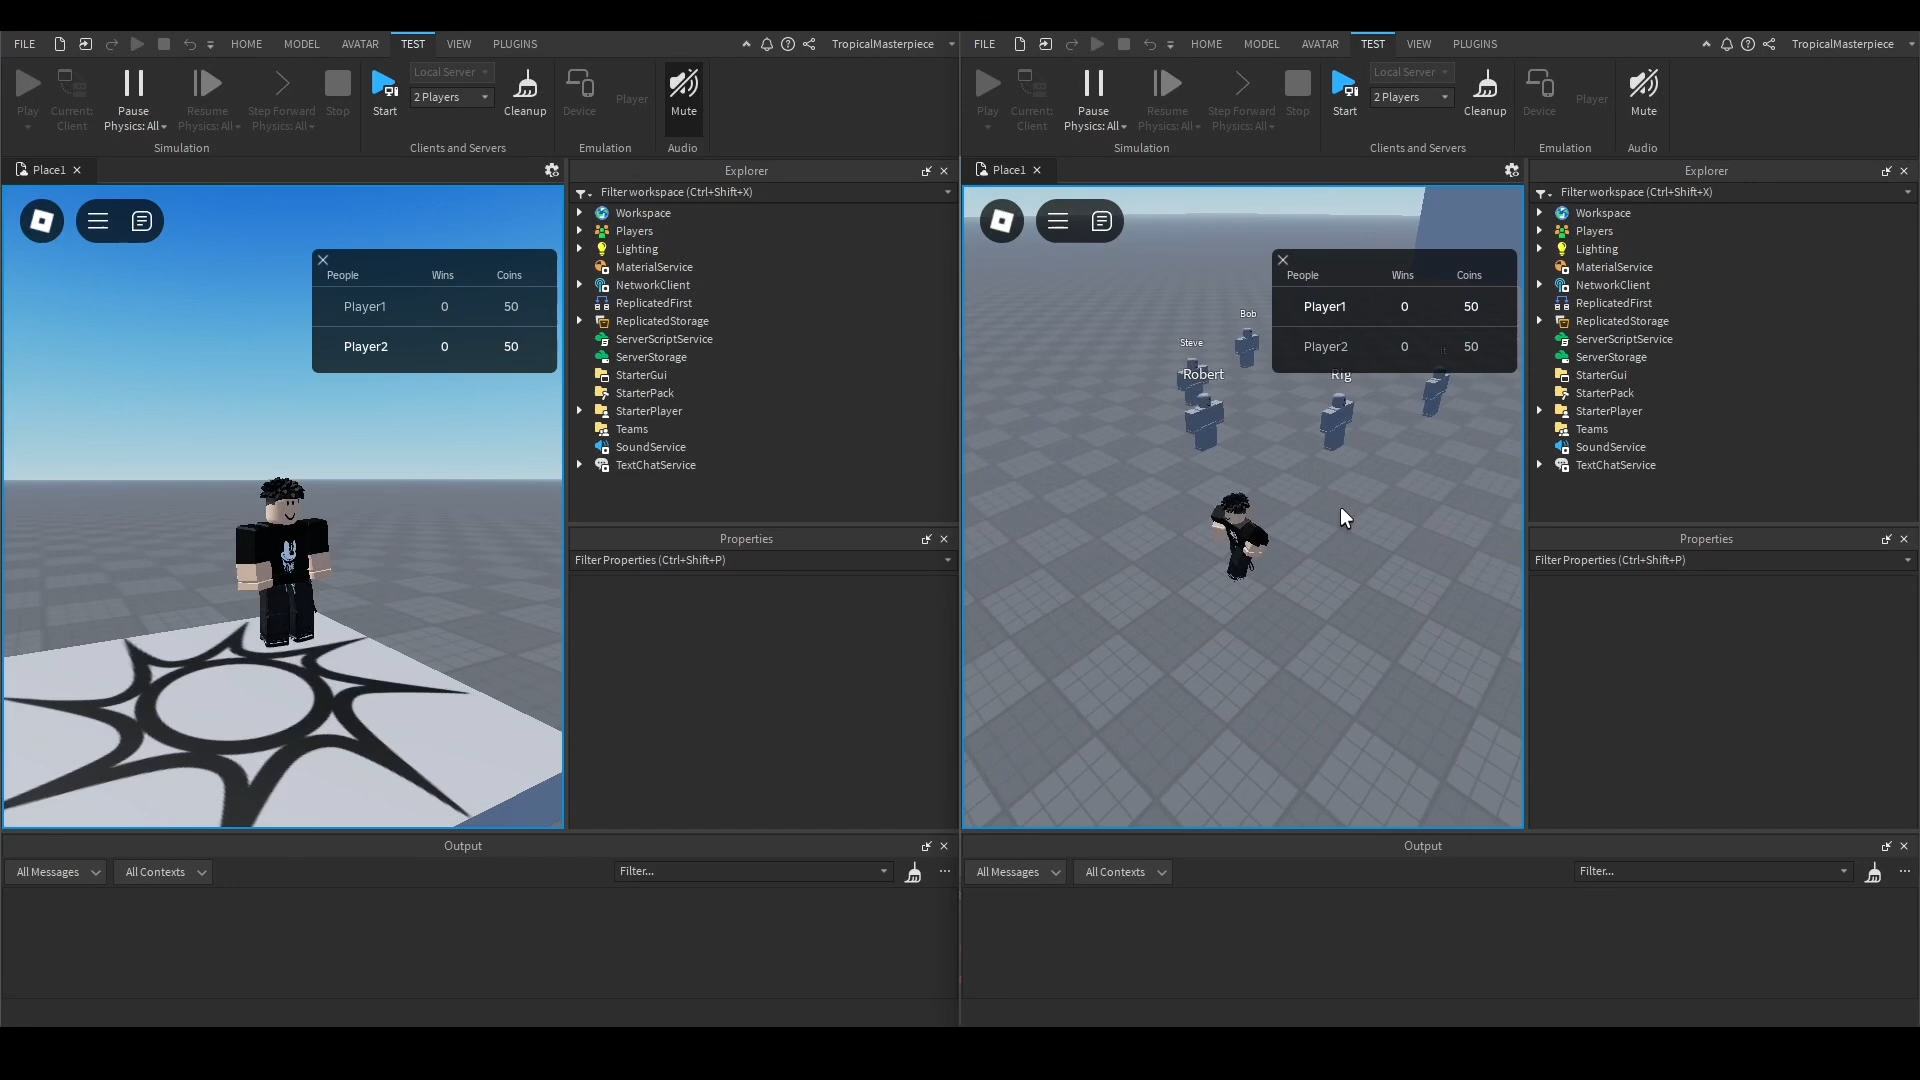 FILE HOME MODEL AVATAR TEST VIEW PLUGINS TropicalMasterpiece
Play Current: Client Pause Physics: All Resume Physics: All Step Forward Physics: All Stop Start Local Server 2 Players Cleanup Device Player Mute
Simulation Clients and Servers Emulation Audio
Place1
Explorer
Filter workspace (Ctrl+Shift+X)
Workspace
Players
Lighting
MaterialService
NetworkClient
ReplicatedFirst
ReplicatedStorage
ServerScriptService
ServerStorage
StarterGui
StarterPack
StarterPlayer
Teams
SoundService
TextChatService
People Wins Coins
Player1 0 50
Player2 0 50
Properties
Filter Properties (Ctrl+Shift+P)
Output
All Messages All Contexts Filter...
FILE HOME MODEL AVATAR TEST VIEW PLUGINS TropicalMasterpiece
Play Current: Client Pause Physics: All Resume Physics: All Step Forward Physics: All Stop Start Local Server 2 Players Cleanup Device Player Mute
Simulation Clients and Servers Emulation Audio
Place1
Explorer
Filter workspace (Ctrl+Shift+X)
Workspace
Players
Lighting
MaterialService
NetworkClient
ReplicatedFirst
ReplicatedStorage
ServerScriptService
ServerStorage
StarterGui
StarterPack
StarterPlayer
Teams
SoundService
TextChatService
People Wins Coins
Player1 0 50
Player2 0 50
Bob
Steve
Robert
Rig
Properties
Filter Properties (Ctrl+Shift+P)
Output
All Messages All Contexts Filter...